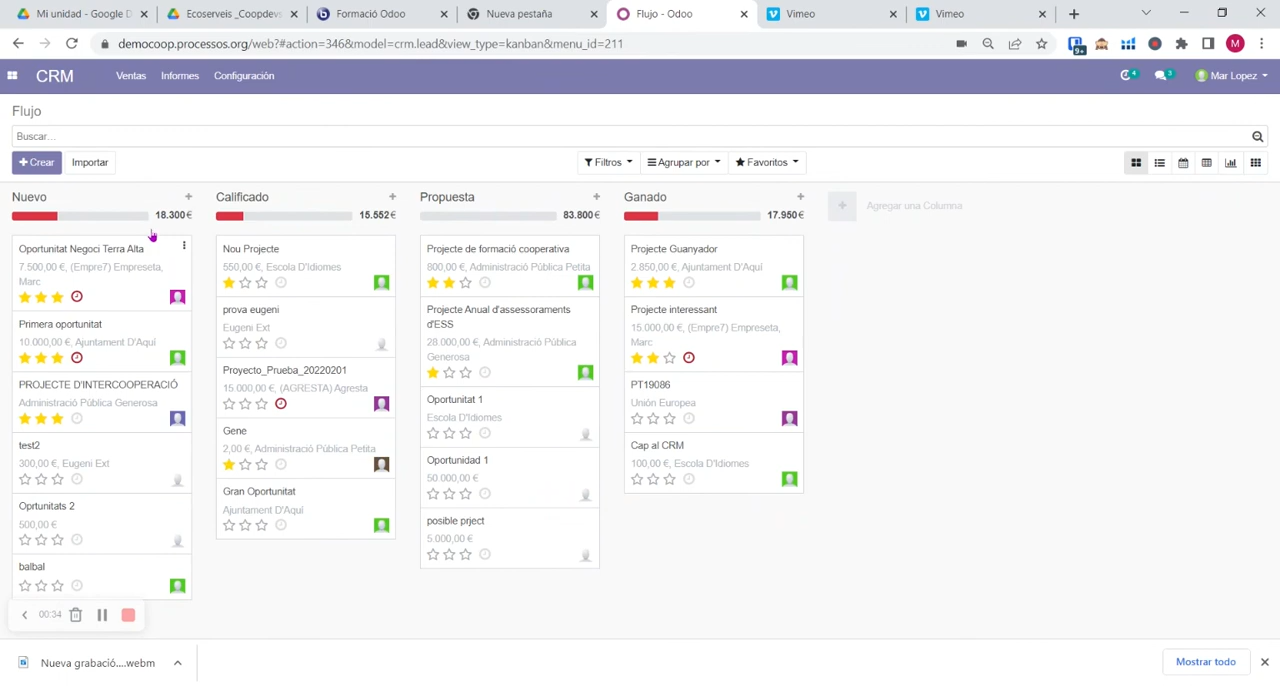 Mi unidad - Google D
Ecoserveis _Coopdevs
Formació Odoo
Nueva pestaña
Flujo - Odoo
Vimeo
Vimeo
democoop.processos.org/web?#action=346&model=crm.lead&view_type=kanban&menu_id=211
9+
M
CRM
Ventas
Informes
Configuración
4
3
Mar Lopez
Flujo
Buscar...
+ Crear
Importar
Filtros
Agrupar por
Favoritos
Nuevo
18.300€
Oportunitat Negoci Terra Alta
7.500,00 €, (Empre7) Empreseta,
Marc
Primera oportunitat
10.000,00 €, Ajuntament D'Aquí
PROJECTE D'INTERCOOPERACIÓ
Administració Pública Generosa
test2
300,00 €, Eugeni Ext
Oprtunitats 2
500,00 €
balbal
Calificado
15.552€
Nou Projecte
550,00 €, Escola D'Idiomes
prova eugeni
Eugeni Ext
Proyecto_Prueba_20220201
15.000,00 €, (AGRESTA) Agresta
Gene
2,00 €, Administració Pública Petita
Gran Oportunitat
Ajuntament D'Aquí
Propuesta
83.800€
Projecte de formació cooperativa
800,00 €, Administració Pública Petita
Projecte Anual d'assessoraments
d'ESS
28.000,00 €, Administració Pública
Generosa
Oportunitat 1
Escola D'Idiomes
Oportunidad 1
50.000,00 €
posible prject
5.000,00 €
Ganado
17.950€
Projecte Guanyador
2.850,00 €, Ajuntament D'Aquí
Projecte interessant
15.000,00 €, (Empre7) Empreseta,
Marc
PT19086
Unión Europea
Cap al CRM
100,00 €, Escola D'Idiomes
Agregar una Columna
00:34
Nueva grabació....webm
Mostrar todo